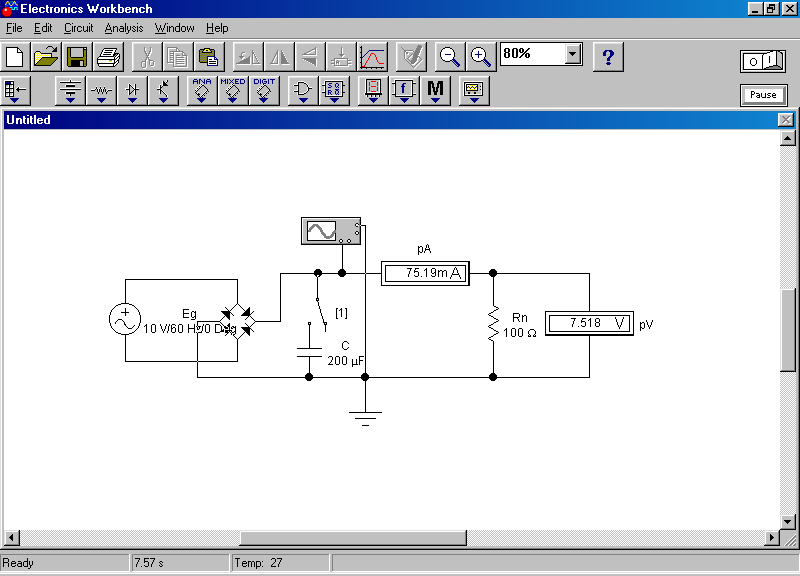 Electronics Workbench
File Edit Circuit Analysis Window Help
80%
?
O I
ANA MIXED DIGIT
f M
Pause
Untitled
pA
75.19m A
Eg
10 V/60 Hz/0 Deg
[1]
C
200 µF
Rn
100 Ω
7.518 V
pV
Ready
7.57 s
Temp: 27